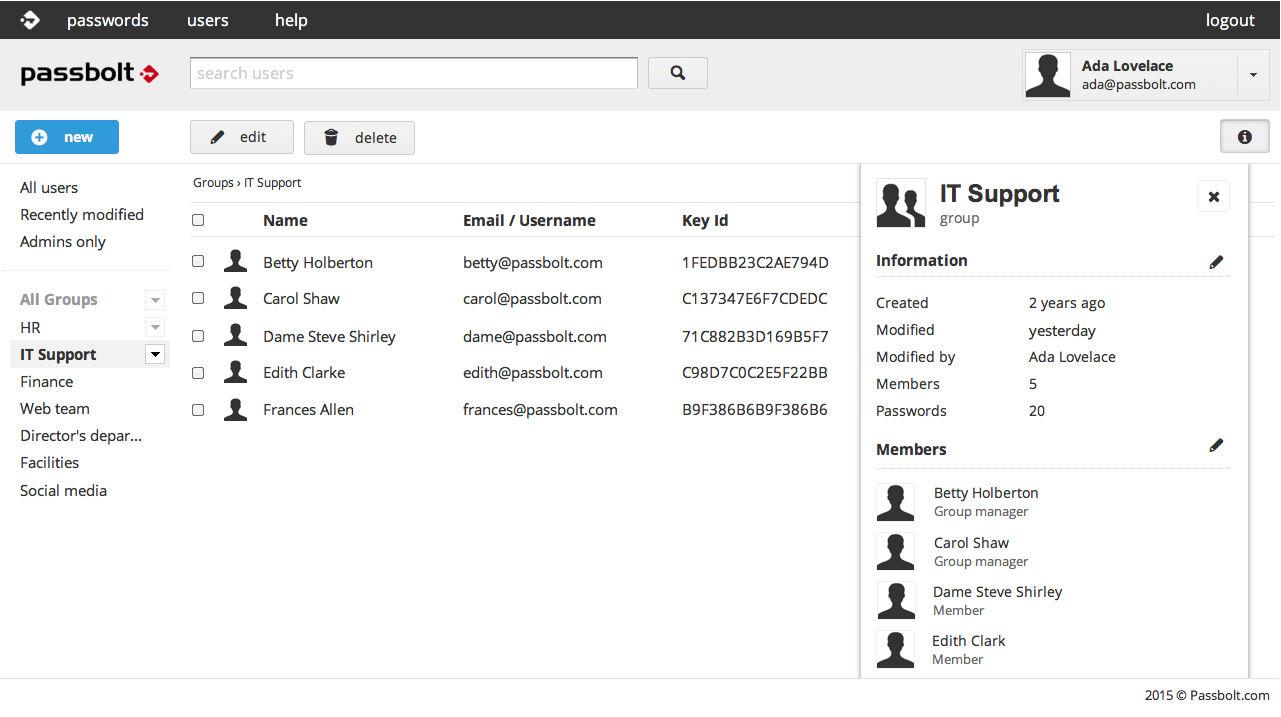 passwords users help logout
passbolt
search users
Ada Lovelace
ada@passbolt.com
new
edit
delete
All users
Recently modified
Admins only
All Groups
HR
IT Support
Finance
Web team
Director's depar...
Facilities
Social media
Groups › IT Support
Name Email / Username Key Id
Betty Holberton betty@passbolt.com 1FEDBB23C2AE794D
Carol Shaw carol@passbolt.com C137347E6F7CDEDC
Dame Steve Shirley dame@passbolt.com 71C882B3D169B5F7
Edith Clarke edith@passbolt.com C98D7C0C2E5F22BB
Frances Allen frances@passbolt.com B9F386B6B9F386B6
IT Support
group
Information
Created 2 years ago
Modified yesterday
Modified by Ada Lovelace
Members 5
Passwords 20
Members
Betty Holberton
Group manager
Carol Shaw
Group manager
Dame Steve Shirley
Member
Edith Clark
Member
2015 © Passbolt.com